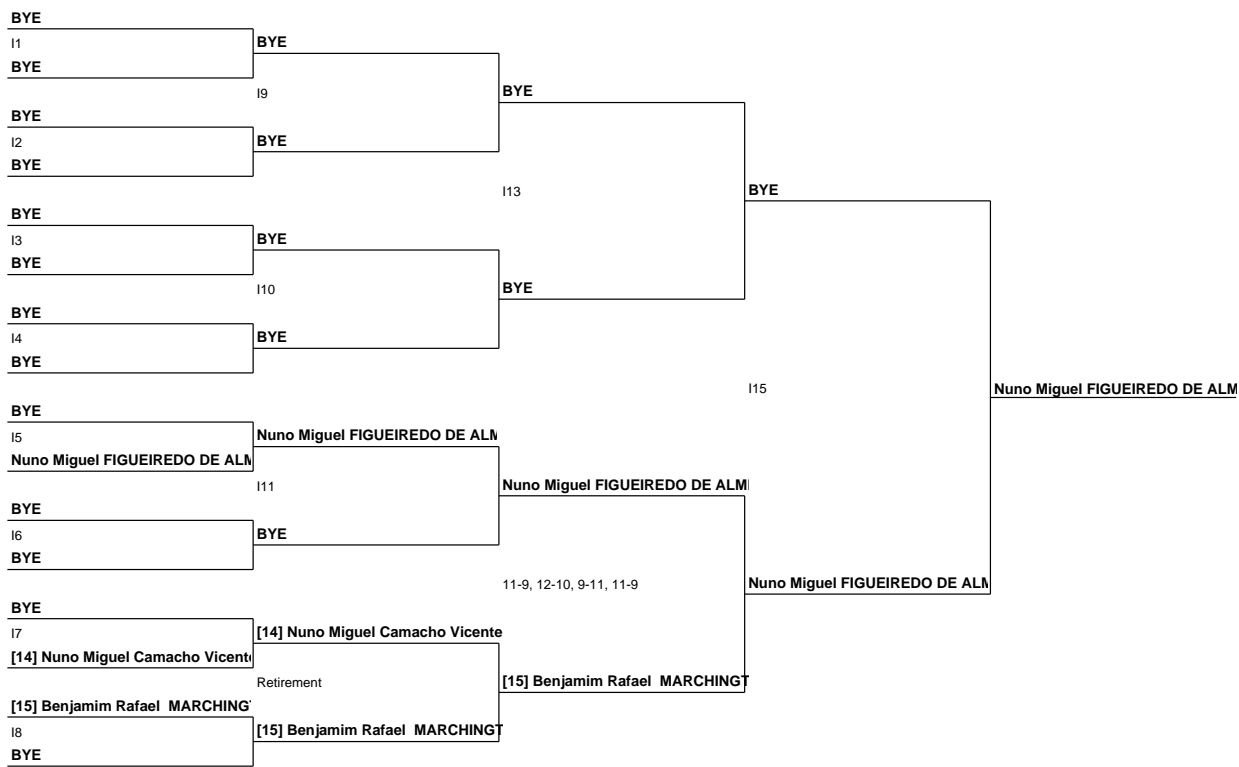 BYE
I1
BYE
BYE
I9
BYE
BYE
I2
BYE
BYE
I13
BYE
BYE
I3
BYE
BYE
I10
BYE
BYE
I4
BYE
BYE
I15
Nuno Miguel FIGUEIREDO DE ALM
BYE
I5
Nuno Miguel FIGUEIREDO DE ALM
Nuno Miguel FIGUEIREDO DE ALM
I11
Nuno Miguel FIGUEIREDO DE ALM
BYE
I6
BYE
BYE
11-9, 12-10, 9-11, 11-9
Nuno Miguel FIGUEIREDO DE ALM
BYE
I7
[14] Nuno Miguel Camacho Vicente
[14] Nuno Miguel Camacho Vicente
Retirement
[15] Benjamim Rafael MARCHINGT
[15] Benjamim Rafael MARCHINGT
I8
[15] Benjamim Rafael MARCHINGT
BYE